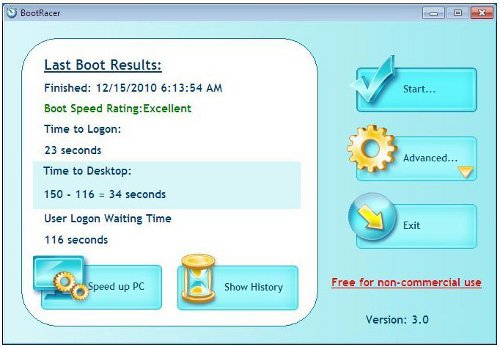 BootRacer
Last Boot Results:
Finished: 12/15/2010 6:13:54 AM
Boot Speed Rating:Excellent
Time to Logon:
23 seconds
Time to Desktop:
150 - 116 = 34 seconds
User Logon Waiting Time
116 seconds
Speed up PC
Show History
Start...
Advanced...
Exit
Free for non-commercial use
Version: 3.0